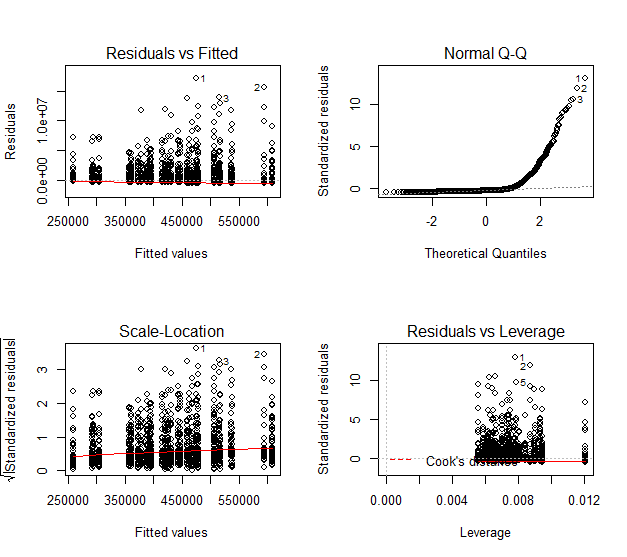 Residuals vs Fitted
Residuals
0.0e+00 1.0e+07
1
2
3
250000 350000 450000 550000
Fitted values
Normal Q-Q
Standardized residuals
0 5 10
1
2
3
-2 0 2
Theoretical Quantiles
Scale-Location
√|Standardized residuals|
0 1 2 3
1
2
3
250000 350000 450000 550000
Fitted values
Residuals vs Leverage
Standardized residuals
0 5 10
1
2
5
Cook's distance
0.000 0.004 0.008 0.012
Leverage